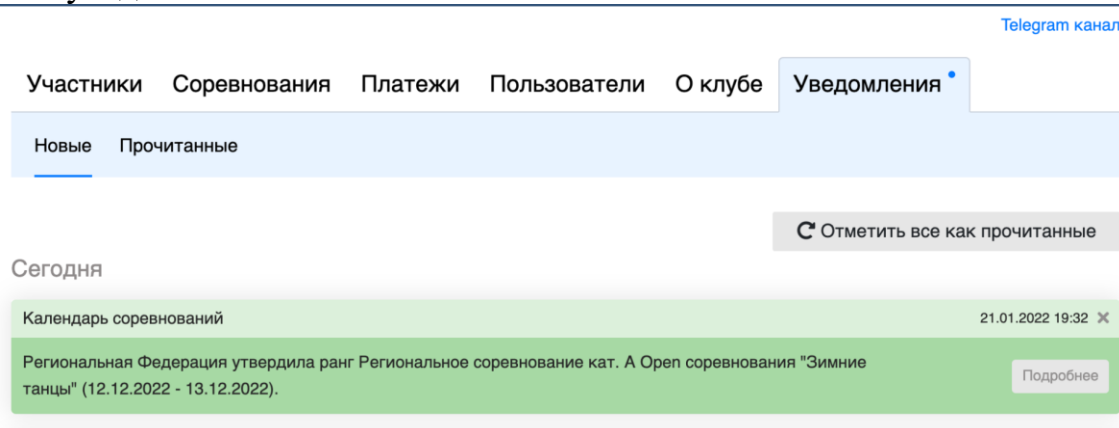 Telegram канал
Участники Соревнования Платежи Пользователи О клубе Уведомления
Новые Прочитанные
Отметить все как прочитанные
Сегодня
Календарь соревнований 21.01.2022 19:32
Региональная Федерация утвердила ранг Региональное соревнование кат. А Open соревнования "Зимние
танцы" (12.12.2022 - 13.12.2022).
Подробнее